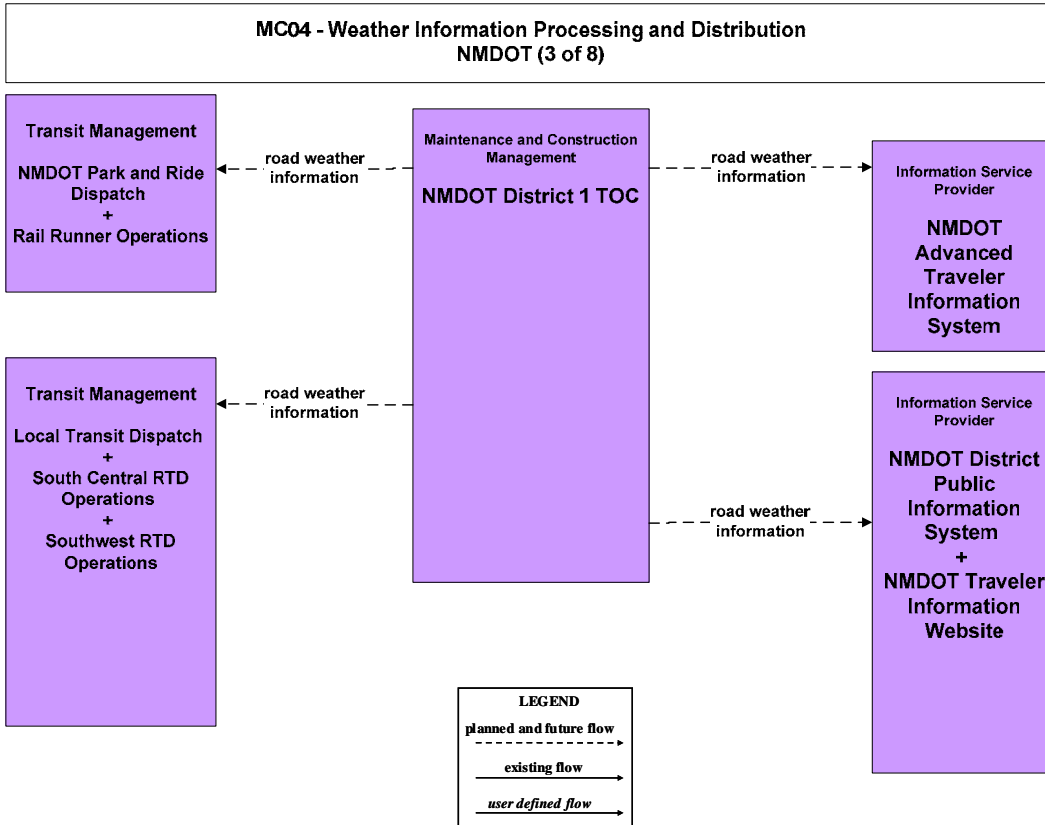 MC04 - Weather Information Processing and Distribution
NMDOT (3 of 8)
Transit Management
NMDOT Park and Ride
Dispatch
+
Rail Runner Operations
road weather
information
Maintenance and Construction
Management
NMDOT District 1 TOC
road weather
information
Information Service
Provider
NMDOT
Advanced
Traveler
Information
System
Transit Management
Local Transit Dispatch
+
South Central RTD
Operations
+
Southwest RTD
Operations
road weather
information
road weather
information
Information Service
Provider
NMDOT District
Public
Information
System
+
NMDOT Traveler
Information
Website
LEGEND
planned and future flow
existing flow
user defined flow